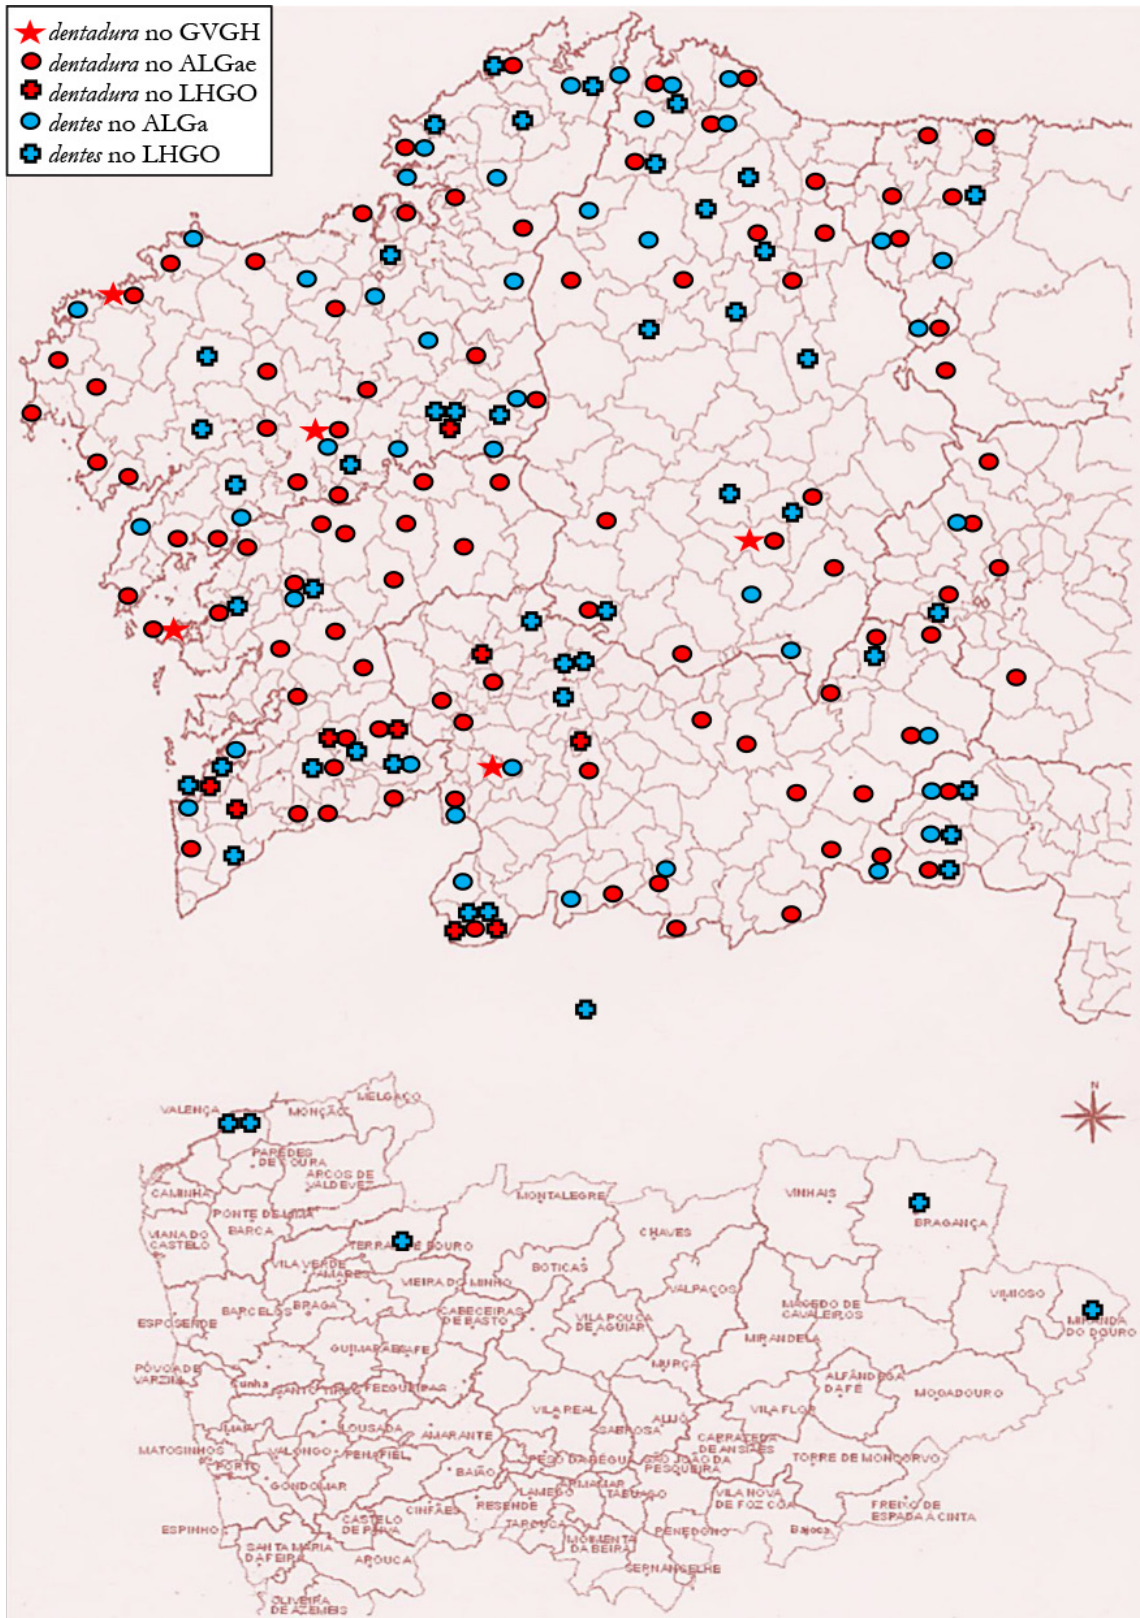 dentadura no GVGH
dentadura no ALGae
dentadura no LHGO
dentes no ALGa
dentes no LHGO
N
MELGAÇO
VALENÇA
MONÇÃO
PAREDES
DE COURA
ARCOS DE
VALDEVEZ
CAMINHA
VINHAIS
MONTALEGRE
PONTE DE LIMA
BRAGANÇA
VIANA DO
CASTELO
BARCA
CHAVES
VILA VERDE
AMARES
BOTICAS
VIEIRA DO MINHO
VALPAÇOS
VIMIOSO
MACEDO DE
CAVALEIROS
BARCELOS
BRAGA
CABECEIRAS
DE BASTO
VILA POUCA
DE AGUIAR
ESPOSENDE
MIRANDA
DO DOURO
MIRANDELA
MURÇA
PÓVOA DE
VARZIM
Cunha
ALFÂNDEGA
DA FÉ
MOGADOURO
VILA REAL
ALIJÓ
VILA FLOR
SABROSA
MAIA
LOUSADA
AMARANTE
CARRAZEDA
DE ANSIÃES
MATOSINHOS
VALONGO
PENAFIEL
PORTO
PESO DA RÉGUA
SÃO JOÃO DA
PESQUEIRA
TORRE DE MONCORVO
BAIÃO
GONDOMAR
ARMAMAR
LAMEGO
TABUAÇO
VILA NOVA
DE FOZ CÔA
RESENDE
CINFÃES
FREIXO DE
ESPADA A CINTA
CASTELO
DE PAIVA
TAROUCA
ESPINHO
PENEDONO
MOIMENTA
DA BEIRA
SANTA MARIA
DA FEIRA
AROUCA
SERNANCELHE
OLIVEIRA
DE AZEMEIS